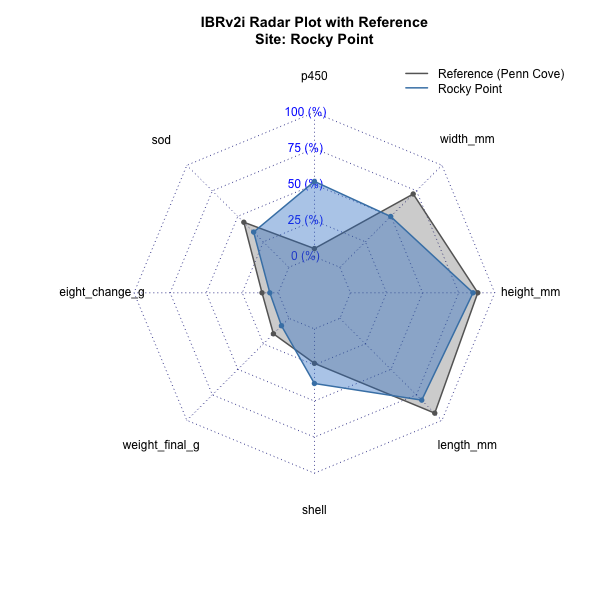 IBRv2i Radar Plot with Reference
Site: Rocky Point
p450
Reference (Penn Cove)
Rocky Point
100 (%)
sod
width_mm
75 (%)
50 (%)
25 (%)
0 (%)
eight_change_g
height_mm
weight_final_g
length_mm
shell